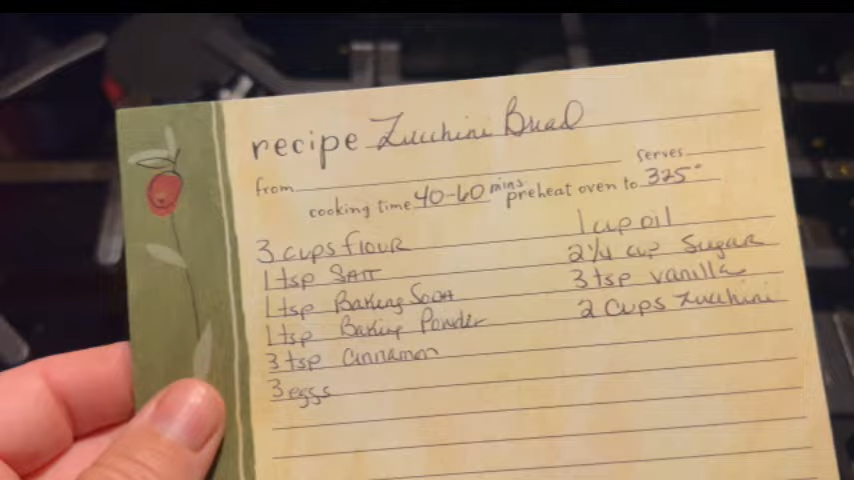 recipe Zucchini Bread
from serves
cooking time 40-60 mins. preheat oven to 325°
3 cups flour
1 tsp SAlT
1 tsp Baking SodA
1 tsp Baking Powder
3 tsp Cinnamon
3 eggs
1 cup oil
2 1/4 cup Sugar
3 tsp vanilla
2 Cups Zucchini